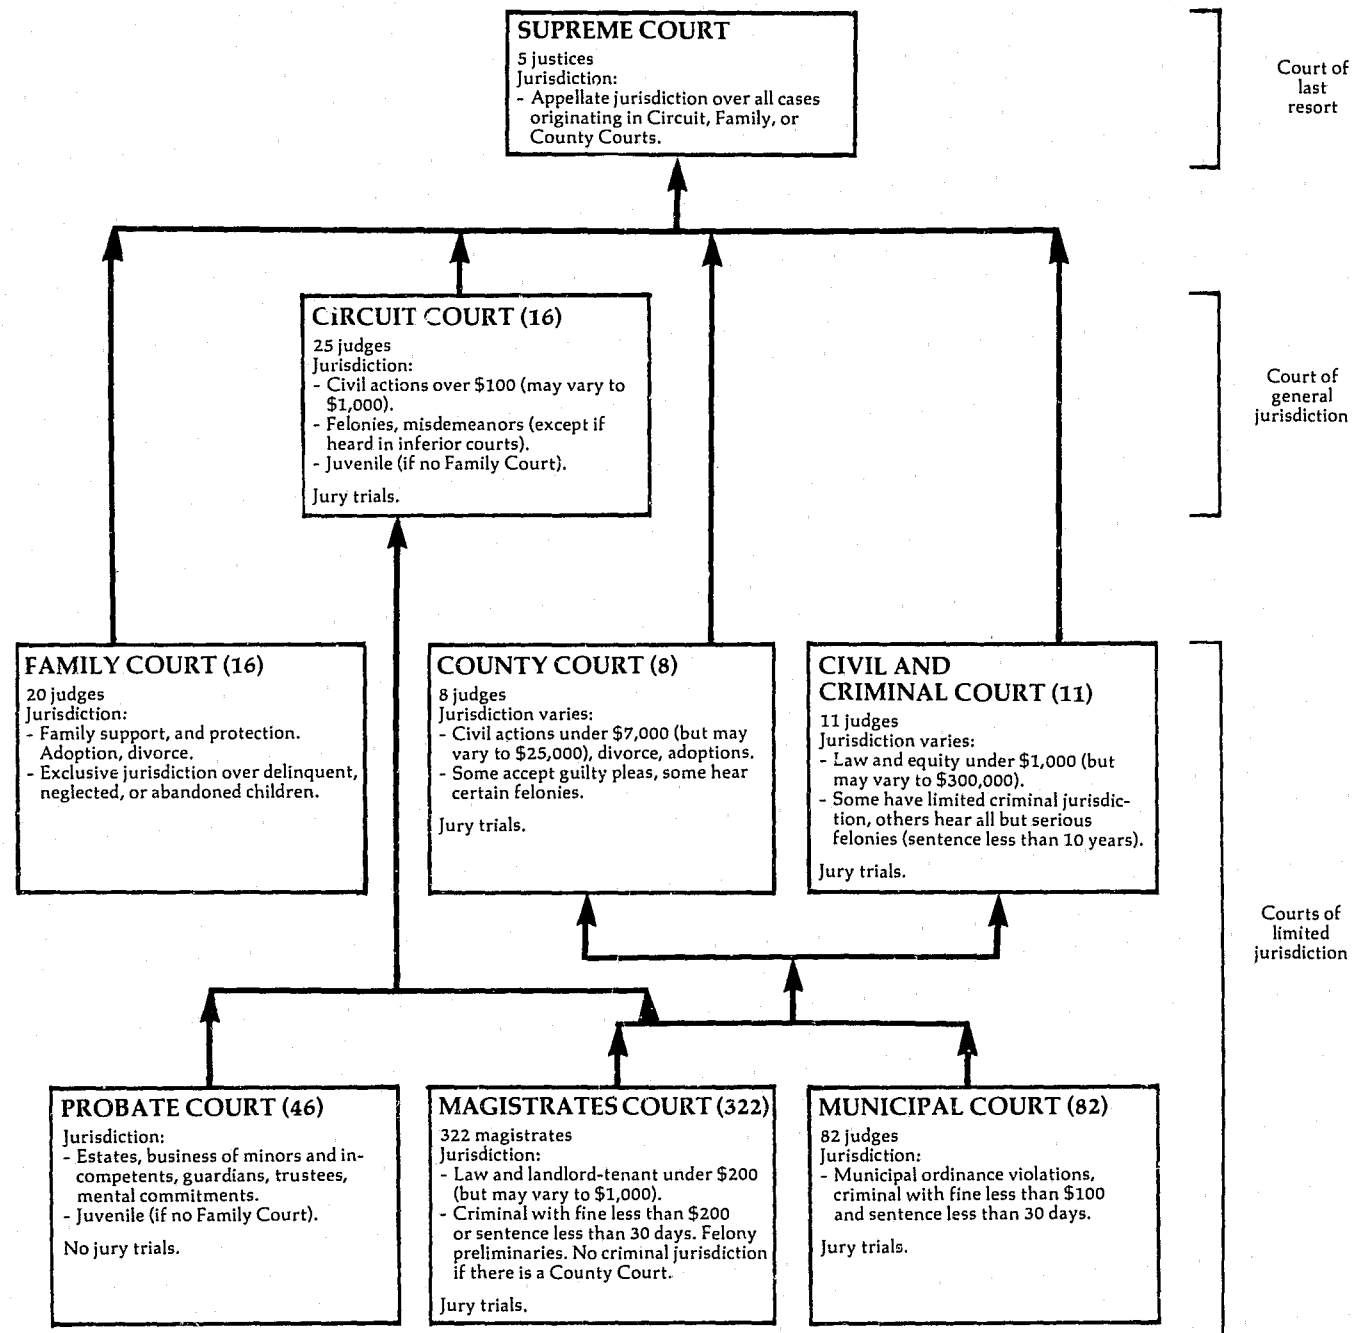 SUPREME COURT
5 justices
Jurisdiction:
- Appellate jurisdiction over all cases
originating in Circuit, Family, or
County Courts.
Court of
last
resort
CIRCUIT COURT (16)
25 judges
Jurisdiction:
- Civil actions over $100 (may vary to
$1,000).
- Felonies, misdemeanors (except if
heard in inferior courts).
- Juvenile (if no Family Court).
Jury trials.
Court of
general
jurisdiction
FAMILY COURT (16)
20 judges
Jurisdiction:
- Family support, and protection.
Adoption, divorce.
- Exclusive jurisdiction over delinquent,
neglected, or abandoned children.
COUNTY COURT (8)
8 judges
Jurisdiction varies:
- Civil actions under $7,000 (but may
vary to $25,000), divorce, adoptions.
- Some accept guilty pleas, some hear
certain felonies.
Jury trials.
CIVIL AND
CRIMINAL COURT (11)
11 judges
Jurisdiction varies:
- Law and equity under $1,000 (but
may vary to $300,000).
- Some have limited criminal jurisdic-
tion, others hear all but serious
felonies (sentence less than 10 years).
Jury trials.
Courts of
limited
jurisdiction
PROBATE COURT (46)
Jurisdiction:
- Estates, business of minors and in-
competents, guardians, trustees,
mental commitments.
- Juvenile (if no Family Court).
No jury trials.
MAGISTRATES COURT (322)
322 magistrates
Jurisdiction:
- Law and landlord-tenant under $200
(but may vary to $1,000).
- Criminal with fine less than $200
or sentence less than 30 days. Felony
preliminaries. No criminal jurisdiction
if there is a County Court.
Jury trials.
MUNICIPAL COURT (82)
82 judges
Jurisdiction:
- Municipal ordinance violations,
criminal with fine less than $100
and sentence less than 30 days.
Jury trials.